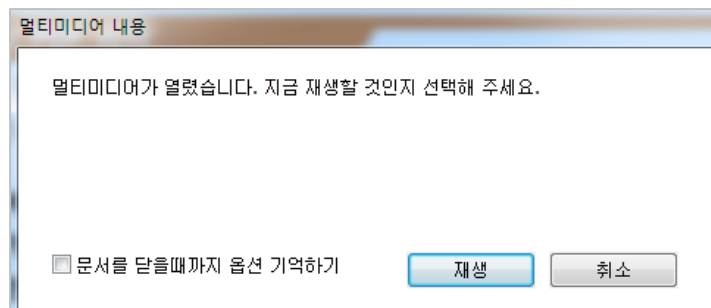 멀티미디어 내용
멀티미디어가 열렸습니다. 지금 재생할 것인지 선택해 주세요.
문서를 닫을때까지 옵션 기억하기
재생
취소